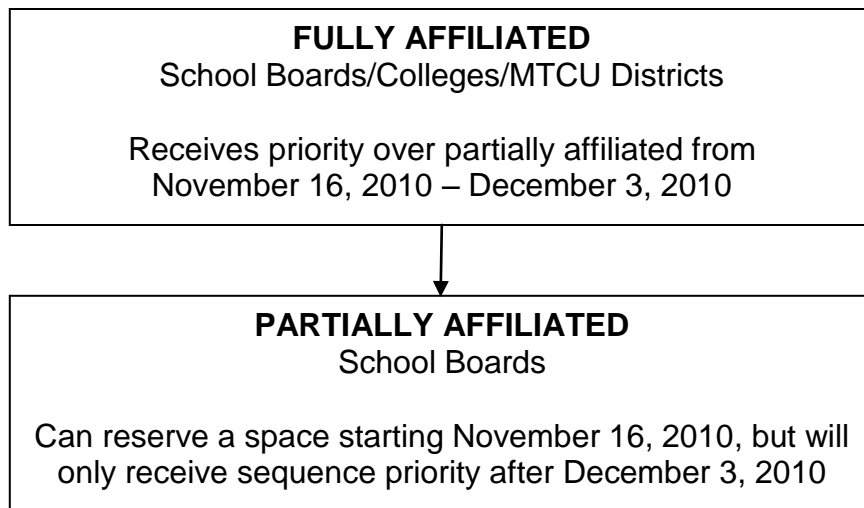 FULLY AFFILIATED
School Boards/Colleges/MTCU Districts
Receives priority over partially affiliated from
November 16, 2010 – December 3, 2010
PARTIALLY AFFILIATED
School Boards
Can reserve a space starting November 16, 2010, but will
only receive sequence priority after December 3, 2010